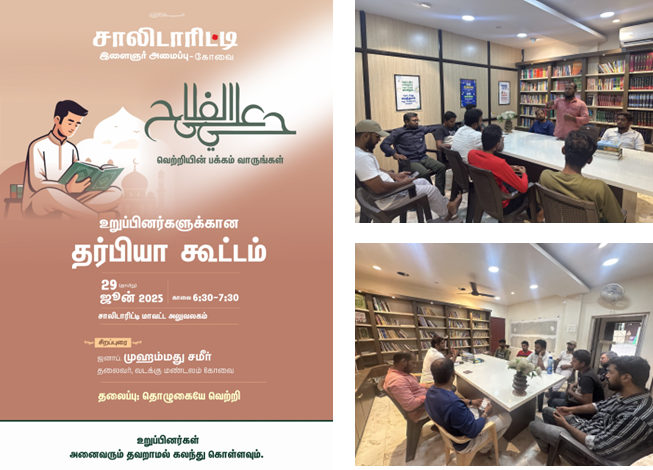 சாலிடாரிட்டி
இளைஞர் அமைப்பு - கோவை
حي على الفلاح
வெற்றியின் பக்கம் வாருங்கள்
உறுப்பினர்களுக்கான
தர்பியா கூட்டம்
29 ஞாயிறு
ஜூன் 2025
காலை 6:30-7:30
சாலிடாரிட்டி மாவட்ட அலுவலகம்
சிறப்புரை
ஜனாப். முஹம்மது சமீர்
தலைவர், வடக்கு மண்டலம் கோவை
தலைப்பு: தொழுகையே வெற்றி
உறுப்பினர்கள்
அனைவரும் தவறாமல் கலந்து கொள்ளவும்.